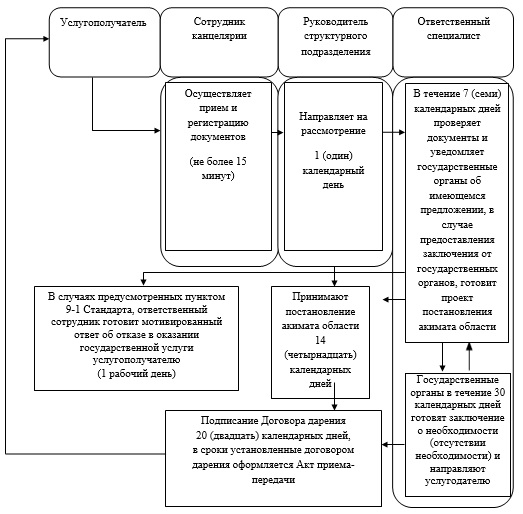 Услугополучатель
Сотрудник
канцелярии
Руководитель
структурного
подразделения
Ответственный
специалист
Осуществляет
прием и
регистрацию
документов
(не более 15
минут)
Направляет на
рассмотрение
1 (один)
календарный
день
В течение 7 (семи)
календарных дней
проверяет
документы и
уведомляет
государственные
органы об
имеющемся
предложении, в
случае
предоставления
заключения от
государственных
органов, готовит
проект
постановления
акимата области
В случаях предусмотренных пунктом
9-1 Стандарта, ответственный
сотрудник готовит мотивированный
ответ об отказе в оказании
государственной услуги
услугополучателю
(1 рабочий день)
Принимают
постановление
акимата области
14
(четырнадцать)
календарных
дней
Государственные
органы в течение 30
календарных дней
готовят заключение
о необходимости
(отсутствии
необходимости) и
направляют
услугодателю
Подписание Договора дарения
20 (двадцать) календарных дней,
в сроки установленные договором
дарения оформляется Акт приема-
передачи